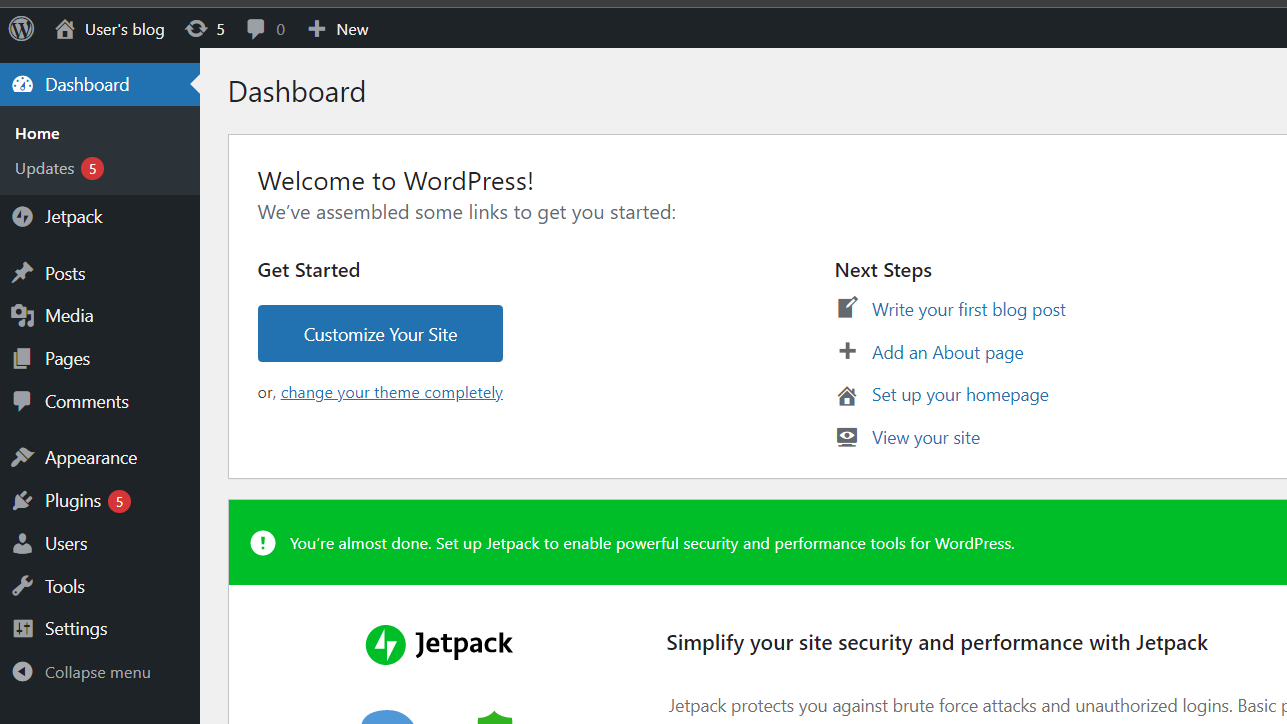 User's blog 5 0 New
Dashboard
Home
Updates 5
Jetpack
Posts
Media
Pages
Comments
Appearance
Plugins 5
Users
Tools
Settings
Collapse menu
Dashboard
Welcome to WordPress!
We’ve assembled some links to get you started:
Get Started
Customize Your Site
or, change your theme completely
Next Steps
Write your first blog post
Add an About page
Set up your homepage
View your site
You’re almost done. Set up Jetpack to enable powerful security and performance tools for WordPress.
Jetpack
Simplify your site security and performance with Jetpack
Jetpack protects you against brute force attacks and unauthorized logins. Basic